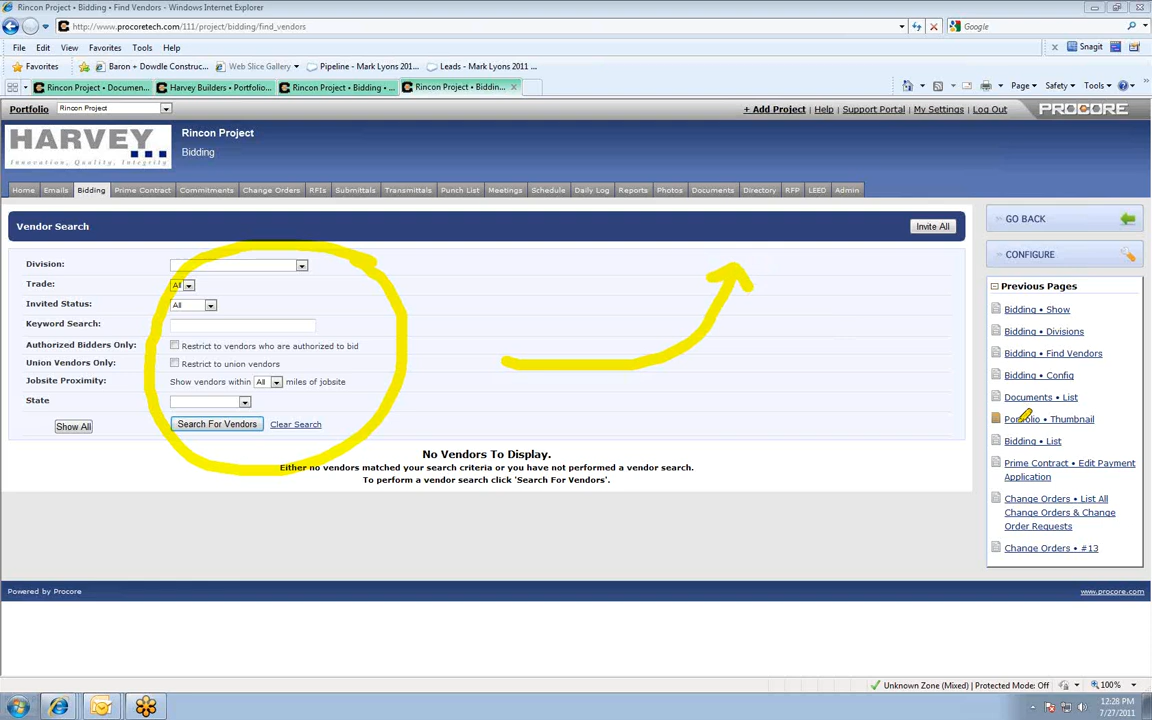 Rincon Project • Bidding • Find Vendors - Windows Internet Explorer
http://www.procoretech.com/111/project/bidding/find_vendors
Google
File Edit View Favorites Tools Help
Snagit
Favorites Baron + Dowdle Construc... Web Slice Gallery Pipeline - Mark Lyons 201... Leads - Mark Lyons 2011 ...
Rincon Project • Documen... Harvey Builders • Portfolio... Rincon Project • Bidding • ... Rincon Project • Biddin... Page Safety Tools
Portfolio Rincon Project + Add Project Help Support Portal My Settings Log Out PROCORE
HARVEY
Innovation, Quality, Integrity
Rincon Project
Bidding
Home Emails Bidding Prime Contract Commitments Change Orders RFIs Submittals Transmittals Punch List Meetings Schedule Daily Log Reports Photos Documents Directory RFP LEED Admin
Vendor Search Invite All
Division:
Trade: All
Invited Status: All
Keyword Search:
Authorized Bidders Only: Restrict to vendors who are authorized to bid
Union Vendors Only: Restrict to union vendors
Jobsite Proximity: Show vendors within All miles of jobsite
State
Show All Search For Vendors Clear Search
No Vendors To Display.
Either no vendors matched your search criteria or you have not performed a vendor search.
To perform a vendor search click 'Search For Vendors'.
GO BACK
CONFIGURE
Previous Pages
Bidding • Show
Bidding • Divisions
Bidding • Find Vendors
Bidding • Config
Documents • List
Portfolio • Thumbnail
Bidding • List
Prime Contract • Edit Payment
Application
Change Orders • List All
Change Orders & Change
Order Requests
Change Orders • #13
Powered by Procore www.procore.com
Unknown Zone (Mixed) | Protected Mode: Off 100%
12:28 PM
7/27/2011